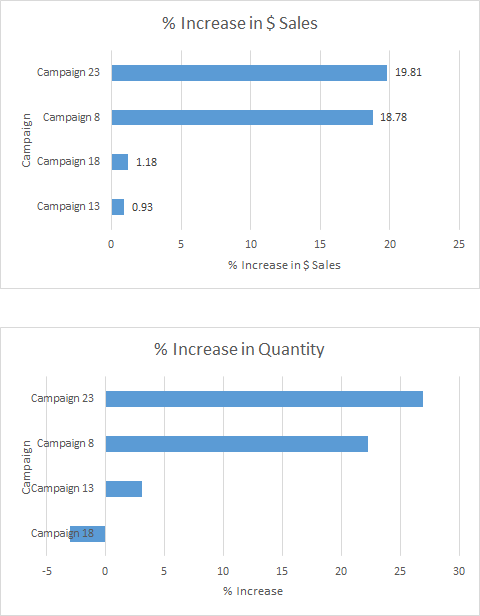 % Increase in $ Sales
Campaign 23
19.81
Campaign 8
18.78
Campaign 18
1.18
Campaign 13
0.93
Campaign
0 5 10 15 20 25
% Increase in $ Sales
% Increase in Quantity
Campaign 23
Campaign 8
Campaign 13
Campaign 18
Campaign
-5 0 5 10 15 20 25 30
% Increase